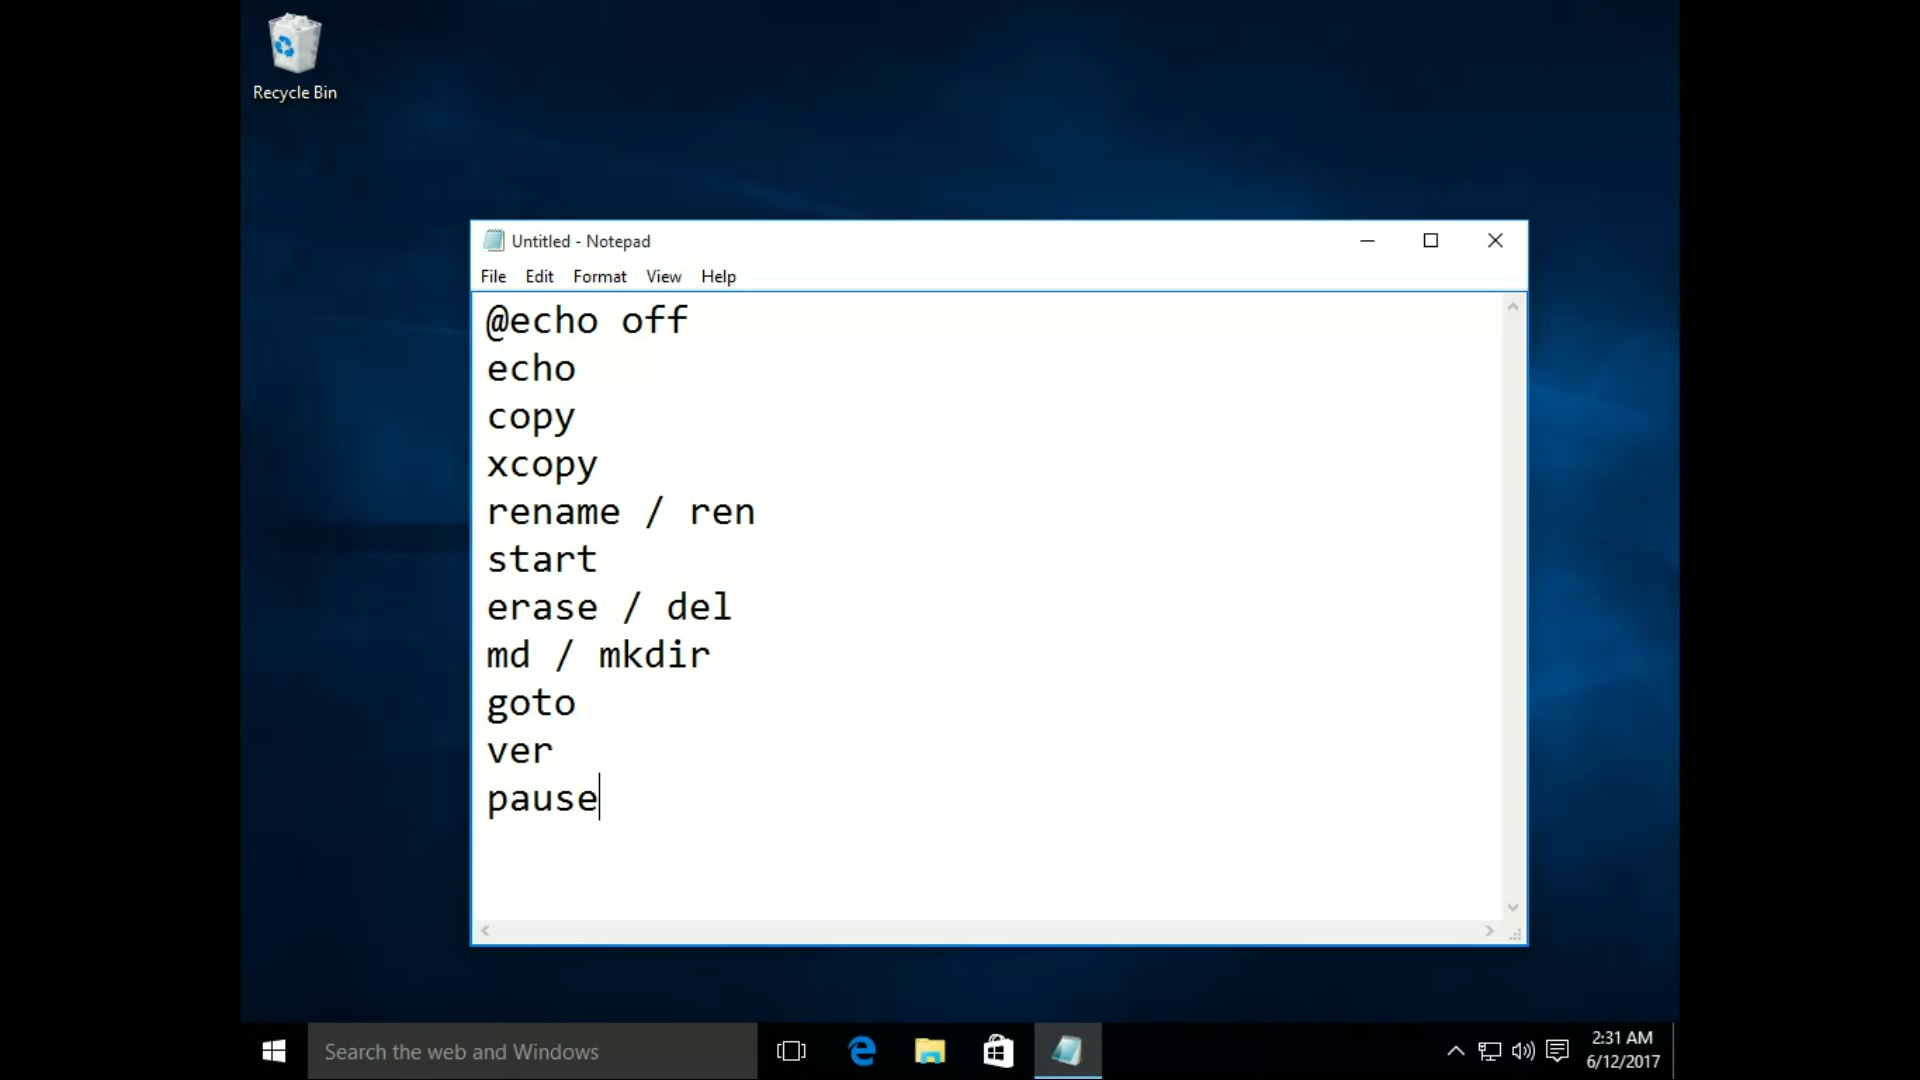 Recycle Bin
Untitled - Notepad
File Edit Format View Help
@echo off
echo
copy
xcopy
rename / ren
start
erase / del
md / mkdir
goto
ver
pause
Search the web and Windows
2:31 AM
6/12/2017